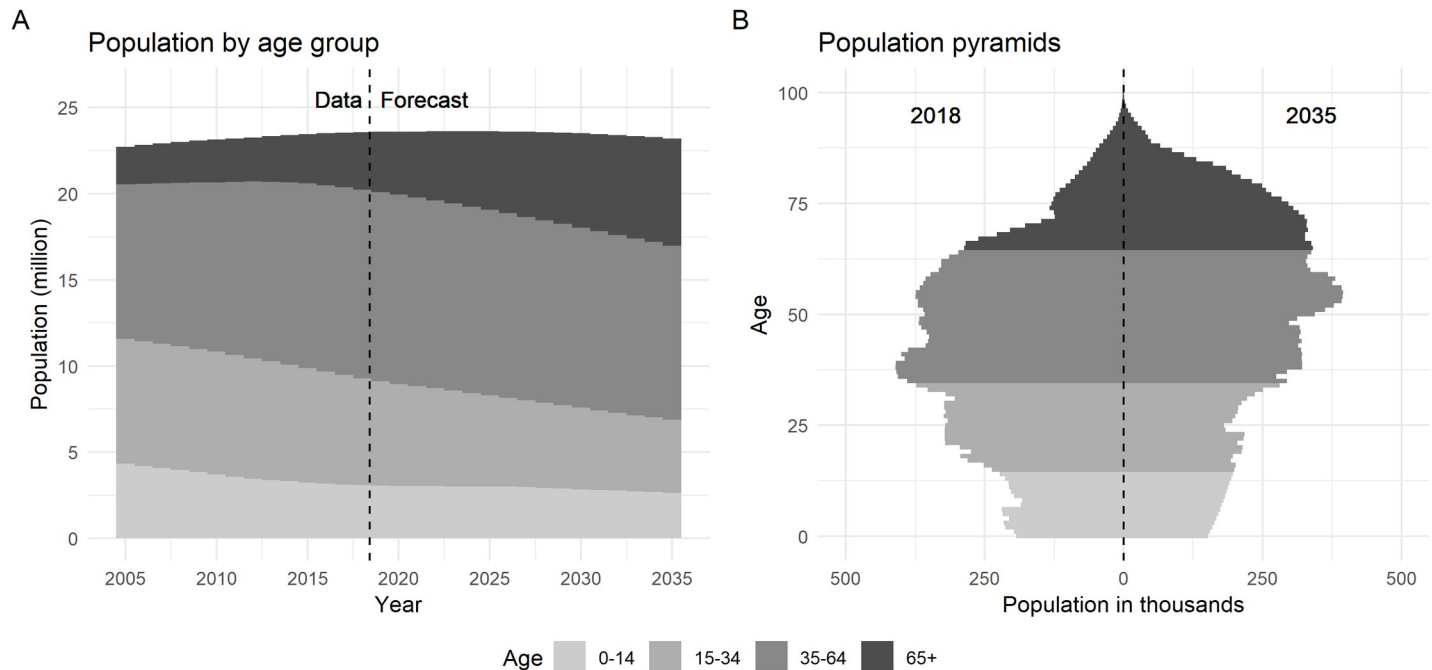 A
Population by age group
Data Forecast
25
20
15
10
5
0
Population (million)
2005 2010 2015 2020 2025 2030 2035
Year
B
Population pyramids
2018 2035
100
75
50
25
0
Age
500 250 0 250 500
Population in thousands
Age 0-14 15-34 35-64 65+